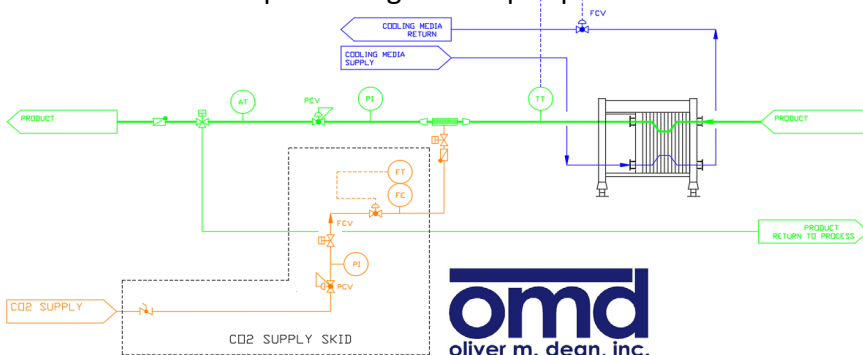 FCV
COOLING MEDIA
RETURN
COOLING MEDIA
SUPPLY
PRODUCT
AT
PCV
PI
TT
PRODUCT
FT
FE
FCV
PRODUCT
RETURN TO PROCESS
PI
PCV
CO2 SUPPLY
CO2 SUPPLY SKID
omd
oliver m. dean, inc.